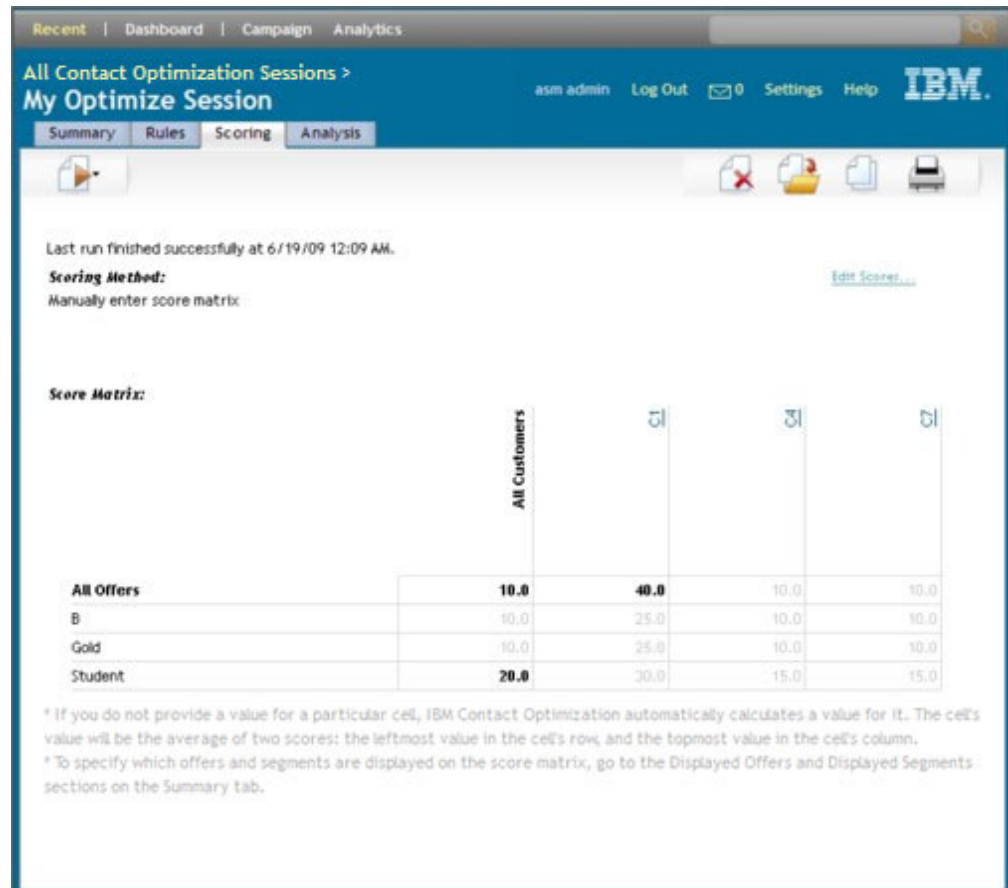 Recent | Dashboard | Campaign Analytics
All Contact Optimization Sessions >
My Optimize Session
asm admin Log Out 0 Settings Help IBM.
Summary Rules Scoring Analysis
Last run finished successfully at 6/19/09 12:09 AM.
Scoring Method:
Edit Scores...
Manually enter score matrix
Score Matrix:
All Customers C1 C4 C7
All Offers 10.0 40.0 10.0 10.0
B 10.0 25.0 10.0 10.0
Gold 10.0 25.0 10.0 10.0
Student 20.0 30.0 15.0 15.0
* If you do not provide a value for a particular cell, IBM Contact Optimization automatically calculates a value for it. The cell's
value will be the average of two scores: the leftmost value in the cell's row, and the topmost value in the cell's column.
* To specify which offers and segments are displayed on the score matrix, go to the Displayed Offers and Displayed Segments
sections on the Summary tab.